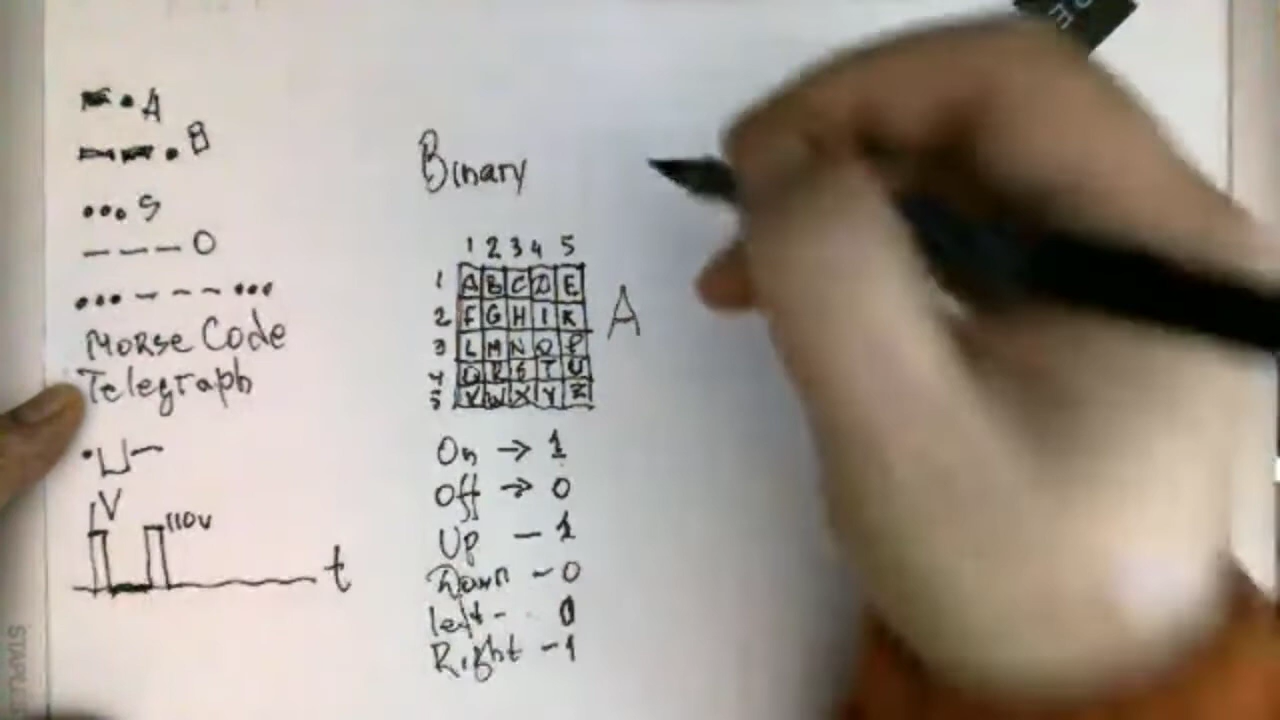 A
B
S
O
Morse Code
Telegraph
V
110V
t
Binary
1 2 3 4 5
1 A B C D E
2 F G H I K
3 L M N O P
4 Q R S T U
5 V W X Y Z
A
On → 1
Off → 0
Up - 1
Down - 0
left - 0
Right - 1